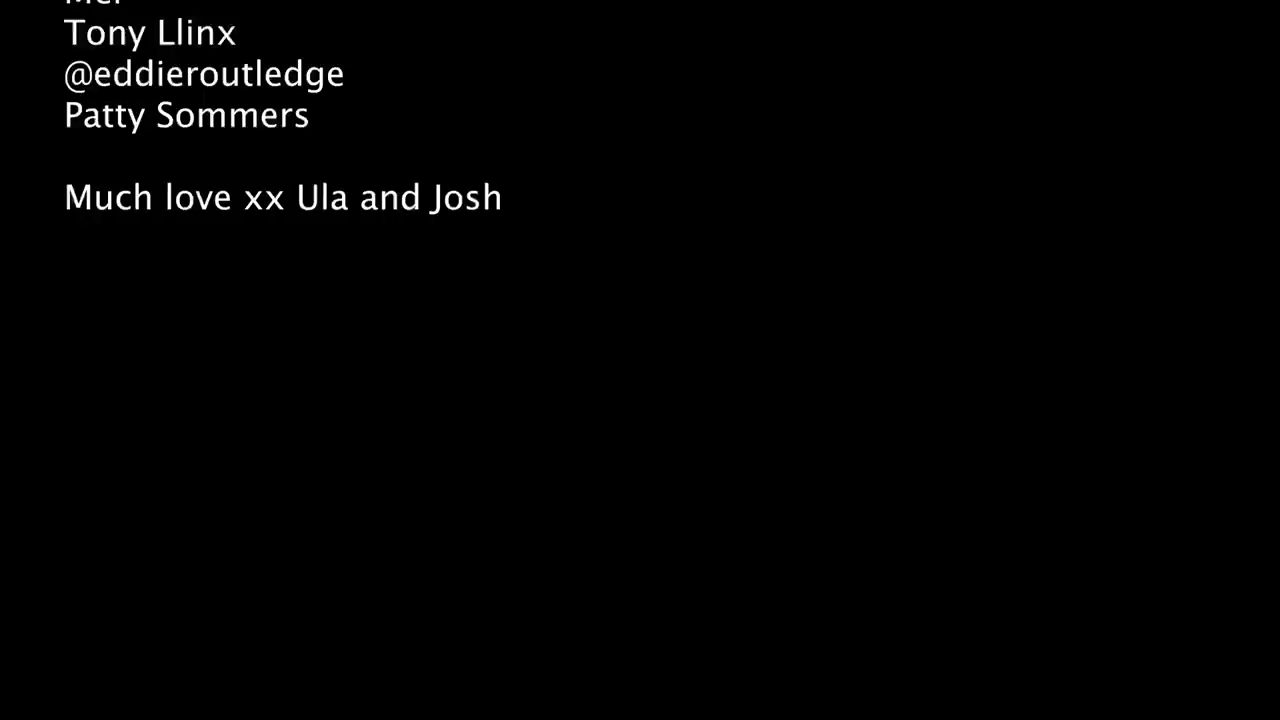 Tony Llinx
@eddieroutledge
Patty Sommers
Much love xx Ula and Josh